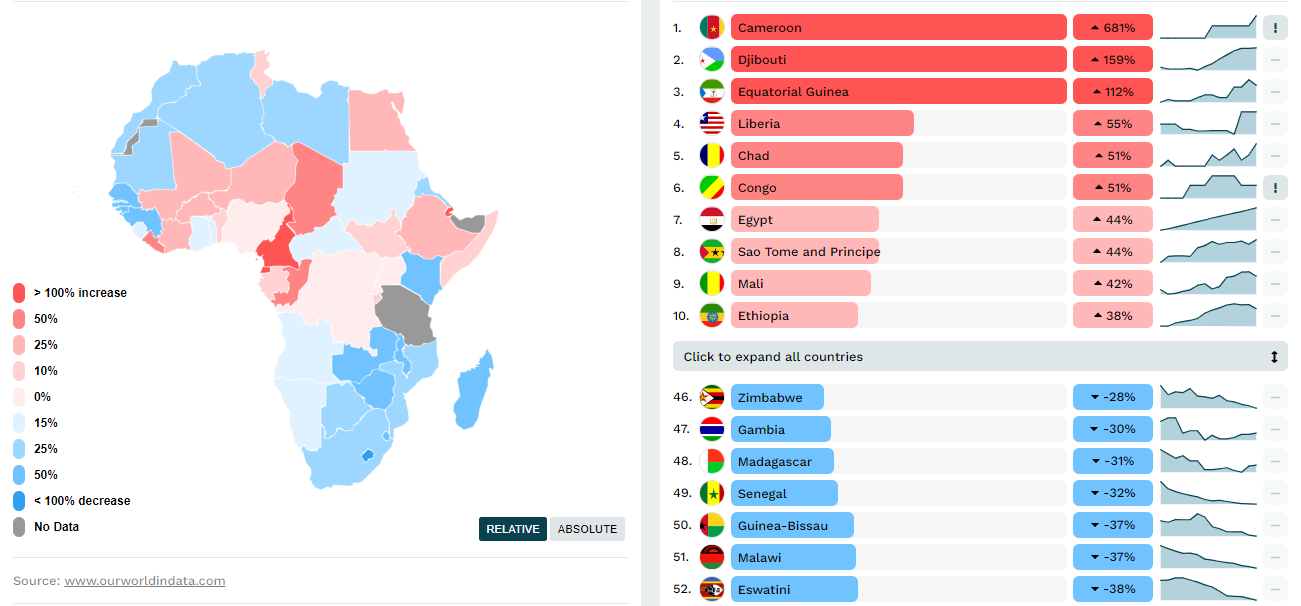 > 100% increase
50%
25%
10%
0%
15%
25%
50%
< 100% decrease
No Data
RELATIVE ABSOLUTE
Source: www.ourworldindata.com
1. Cameroon 681% !
2. Djibouti 159%
3. Equatorial Guinea 112%
4. Liberia 55%
5. Chad 51%
6. Congo 51% !
7. Egypt 44%
8. Sao Tome and Principe 44%
9. Mali 42%
10. Ethiopia 38%
Click to expand all countries
46. Zimbabwe -28%
47. Gambia -30%
48. Madagascar -31%
49. Senegal -32%
50. Guinea-Bissau -37%
51. Malawi -37%
52. Eswatini -38%